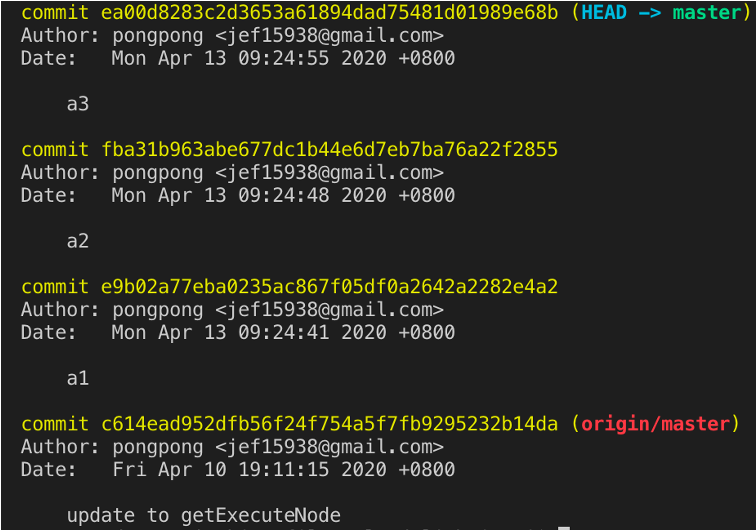 commit ea00d8283c2d3653a61894dad75481d01989e68b (HEAD -> master)
Author: pongpong <jef15938@gmail.com>
Date:   Mon Apr 13 09:24:55 2020 +0800
a3
commit fba31b963abe677dc1b44e6d7eb7ba76a22f2855
Author: pongpong <jef15938@gmail.com>
Date:   Mon Apr 13 09:24:48 2020 +0800
a2
commit e9b02a77eba0235ac867f05df0a2642a2282e4a2
Author: pongpong <jef15938@gmail.com>
Date:   Mon Apr 13 09:24:41 2020 +0800
a1
commit c614ead952dfb56f24f754a5f7fb9295232b14da (origin/master)
Author: pongpong <jef15938@gmail.com>
Date:   Fri Apr 10 19:11:15 2020 +0800
update to getExecuteNode